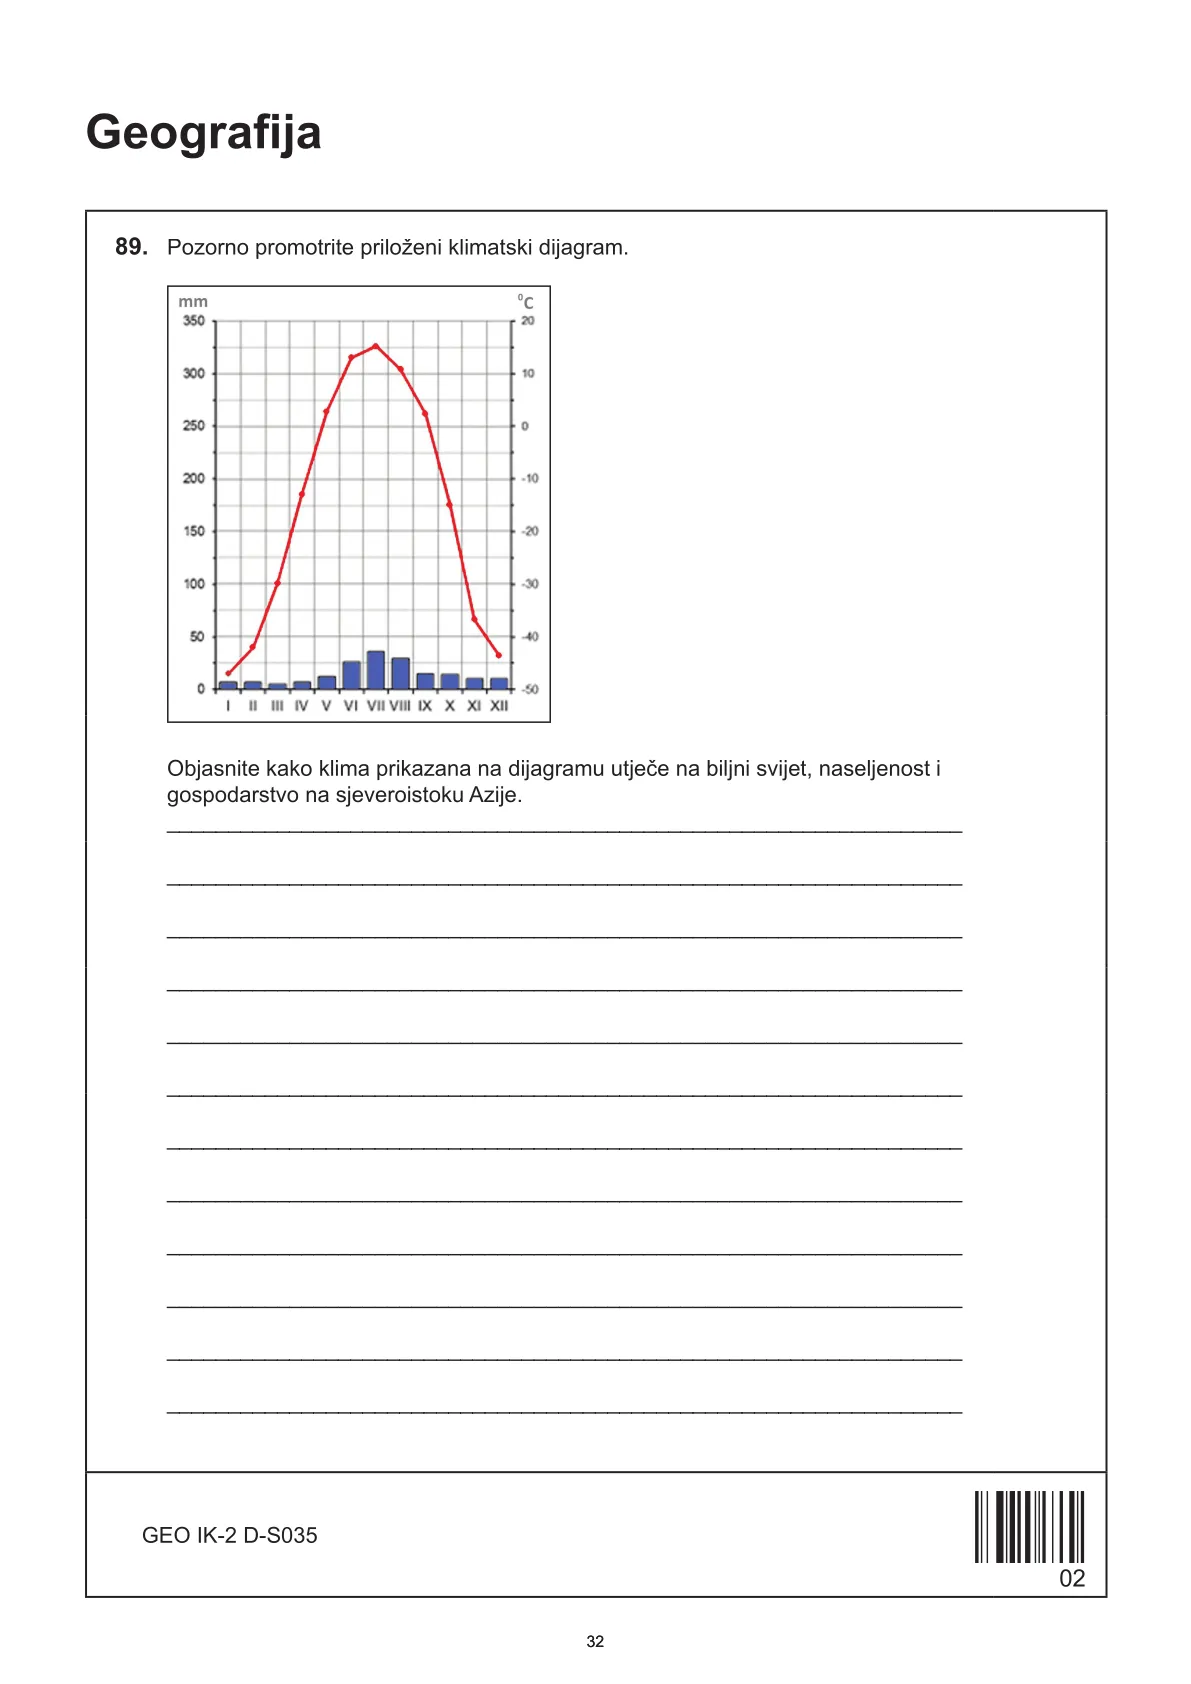 Geografija
89. Pozorno promotrite priloženi klimatski dijagram.
mm
⁰C
350
20
300
10
250
0
200
-10
150
-20
100
-30
50
-40
0
-50
I II III IV V VI VII VIII IX X XI XII
Objasnite kako klima prikazana na dijagramu utječe na biljni svijet, naseljenost i
gospodarstvo na sjeveroistoku Azije.
GEO IK-2 D-S035
02
32